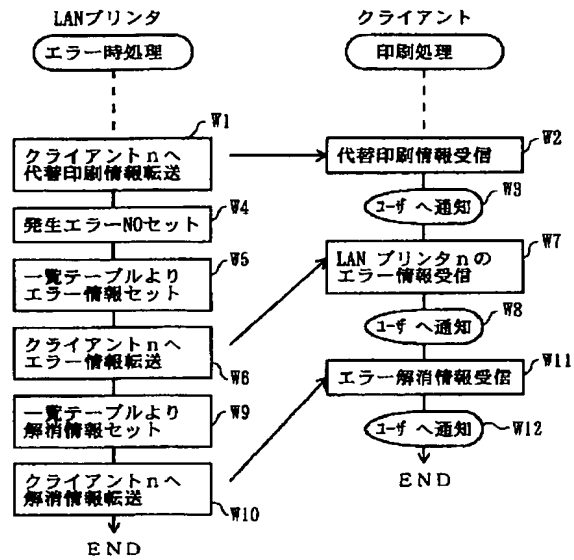 LANプリンタ
エラー時処理
W1
クライアントnへ
代替印刷情報転送
W4
発生エラーNOセット
W5
一覧テーブルより
エラー情報セット
クライアントnへ
エラー情報転送
W6
W9
一覧テーブルより
解消情報セット
クライアントnへ
解消情報転送
W10
END
クライアント
印刷処理
W2
代替印刷情報受信
W3
ユーザへ通知
W7
LANプリンタnの
エラー情報受信
W8
ユーザへ通知
W11
エラー解消情報受信
W12
ユーザへ通知
END